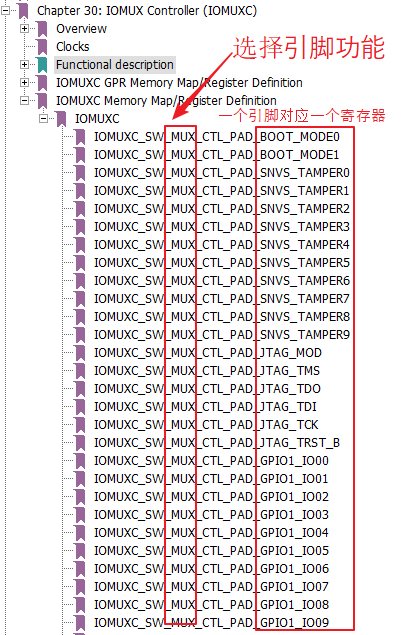 Chapter 30: IOMUX Controller (IOMUXC)
Overview
选择引脚功能
Clocks
Functional description
IOMUXC GPR Memory Map/Register Definition
IOMUXC Memory Map/Register Definition
IOMUXC
一个引脚对应一个寄存器
IOMUXC_SW_MUX_CTL_PAD_BOOT_MODE0
IOMUXC_SW_MUX_CTL_PAD_BOOT_MODE1
IOMUXC_SW_MUX_CTL_PAD_SNVS_TAMPER0
IOMUXC_SW_MUX_CTL_PAD_SNVS_TAMPER1
IOMUXC_SW_MUX_CTL_PAD_SNVS_TAMPER2
IOMUXC_SW_MUX_CTL_PAD_SNVS_TAMPER3
IOMUXC_SW_MUX_CTL_PAD_SNVS_TAMPER4
IOMUXC_SW_MUX_CTL_PAD_SNVS_TAMPER5
IOMUXC_SW_MUX_CTL_PAD_SNVS_TAMPER6
IOMUXC_SW_MUX_CTL_PAD_SNVS_TAMPER7
IOMUXC_SW_MUX_CTL_PAD_SNVS_TAMPER8
IOMUXC_SW_MUX_CTL_PAD_SNVS_TAMPER9
IOMUXC_SW_MUX_CTL_PAD_JTAG_MOD
IOMUXC_SW_MUX_CTL_PAD_JTAG_TMS
IOMUXC_SW_MUX_CTL_PAD_JTAG_TDO
IOMUXC_SW_MUX_CTL_PAD_JTAG_TDI
IOMUXC_SW_MUX_CTL_PAD_JTAG_TCK
IOMUXC_SW_MUX_CTL_PAD_JTAG_TRST_B
IOMUXC_SW_MUX_CTL_PAD_GPIO1_IO00
IOMUXC_SW_MUX_CTL_PAD_GPIO1_IO01
IOMUXC_SW_MUX_CTL_PAD_GPIO1_IO02
IOMUXC_SW_MUX_CTL_PAD_GPIO1_IO03
IOMUXC_SW_MUX_CTL_PAD_GPIO1_IO04
IOMUXC_SW_MUX_CTL_PAD_GPIO1_IO05
IOMUXC_SW_MUX_CTL_PAD_GPIO1_IO06
IOMUXC_SW_MUX_CTL_PAD_GPIO1_IO07
IOMUXC_SW_MUX_CTL_PAD_GPIO1_IO08
IOMUXC_SW_MUX_CTL_PAD_GPIO1_IO09